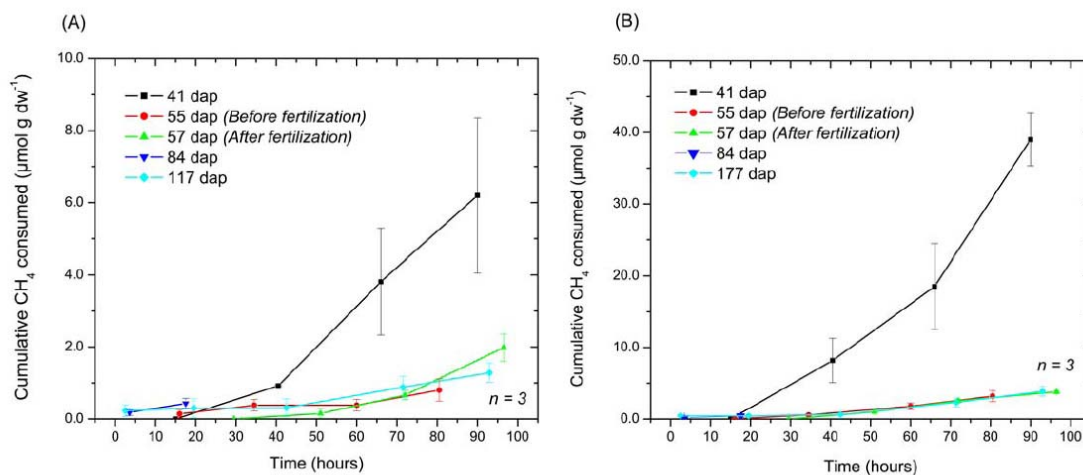 (A)
Cumulative CH₄ consumed (µmol g dw⁻¹)
10.0
8.0
6.0
4.0
2.0
0.0
41 dap
55 dap (Before fertilization)
57 dap (After fertilization)
84 dap
117 dap
n = 3
0 10 20 30 40 50 60 70 80 90 100
Time (hours)
(B)
Cumulative CH₄ consumed (µmol g dw⁻¹)
50.0
40.0
30.0
20.0
10.0
0.0
41 dap
55 dap (Before fertilization)
57 dap (After fertilization)
84 dap
177 dap
n = 3
0 10 20 30 40 50 60 70 80 90 100
Time (hours)